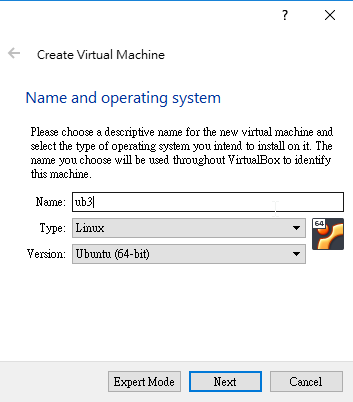 ?
Create Virtual Machine
Name and operating system
Please choose a descriptive name for the new virtual machine and
select the type of operating system you intend to install on it. The
name you choose will be used throughout VirtualBox to identify
this machine.
Name: ub3
Type: Linux
64
Version: Ubuntu (64-bit)
Expert Mode Next Cancel